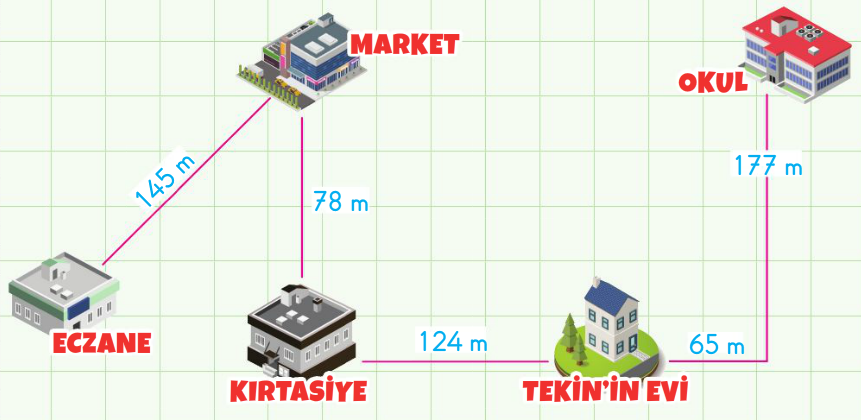 MARKET
OKUL
145 m
78 m
177 m
ECZANE
124 m
65 m
KIRTASİYE
TEKİN'İN EVİ